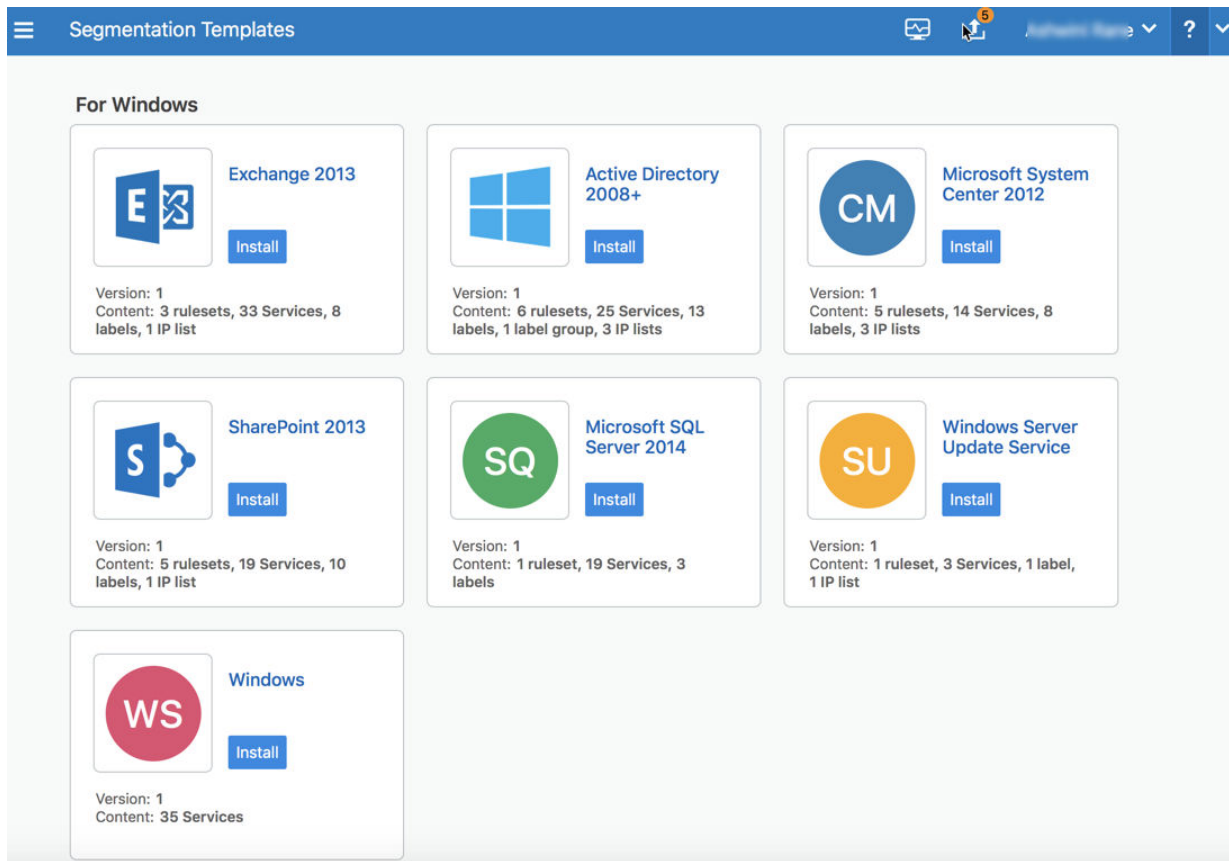 Segmentation Templates
5
?
For Windows
E
Exchange 2013
Install
Version: 1
Content: 3 rulesets, 33 Services, 8
labels, 1 IP list
Active Directory
2008+
Install
Version: 1
Content: 6 rulesets, 25 Services, 13
labels, 1 label group, 3 IP lists
CM
Microsoft System
Center 2012
Install
Version: 1
Content: 5 rulesets, 14 Services, 8
labels, 3 IP lists
S
SharePoint 2013
Install
Version: 1
Content: 5 rulesets, 19 Services, 10
labels, 1 IP list
SQ
Microsoft SQL
Server 2014
Install
Version: 1
Content: 1 ruleset, 19 Services, 3
labels
SU
Windows Server
Update Service
Install
Version: 1
Content: 1 ruleset, 3 Services, 1 label,
1 IP list
WS
Windows
Install
Version: 1
Content: 35 Services